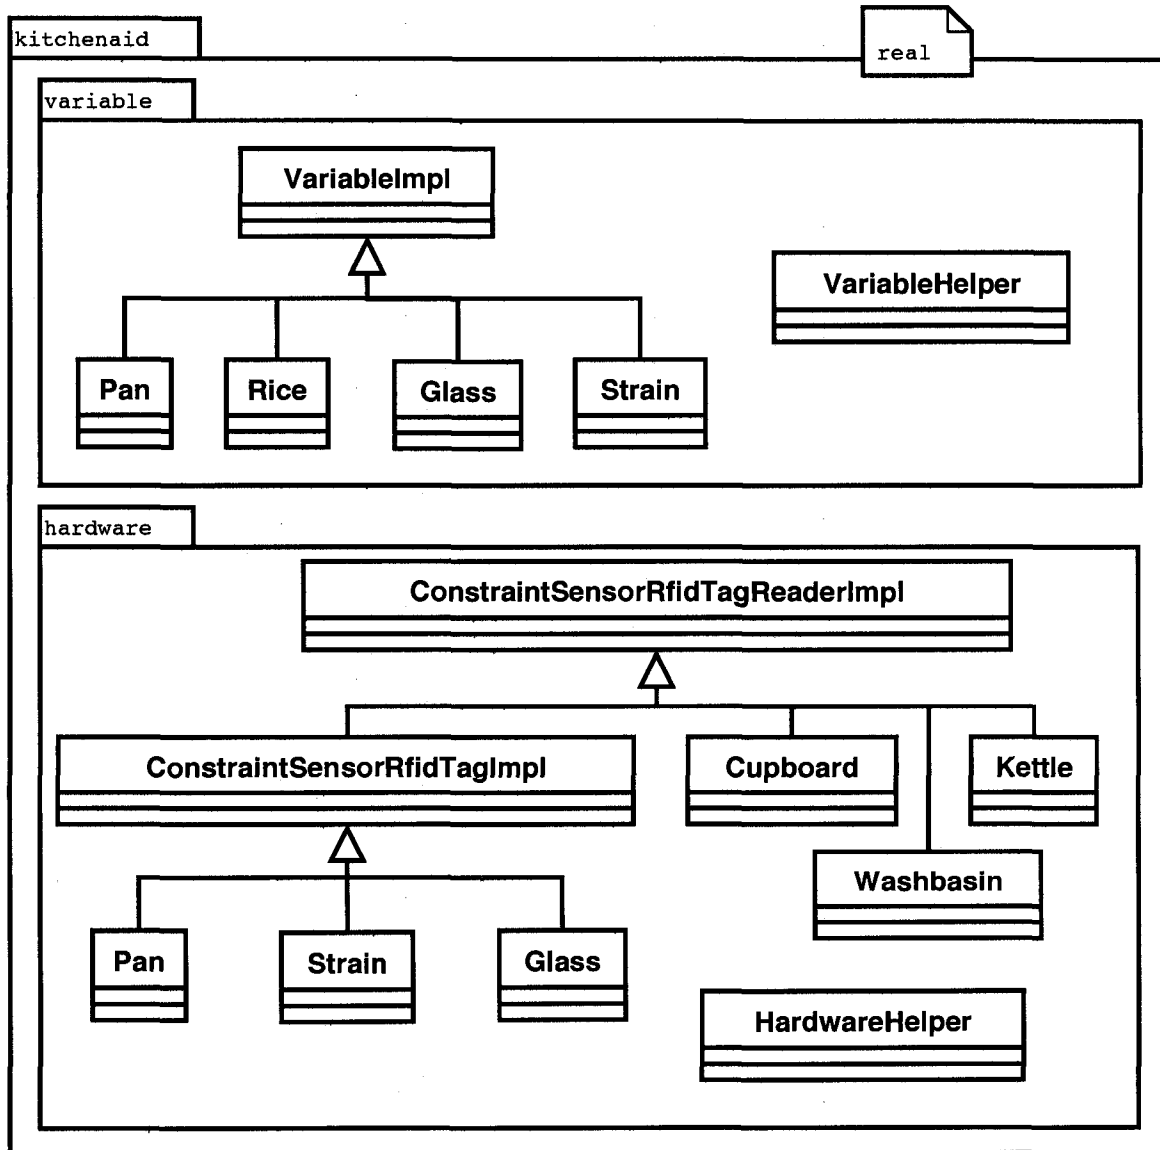 kitchenaid
real
variable
VariableImpl
VariableHelper
Pan
Rice
Glass
Strain
hardware
ConstraintSensorRfidTagReaderImpl
ConstraintSensorRfidTagImpl
Cupboard
Kettle
Washbasin
Pan
Strain
Glass
HardwareHelper